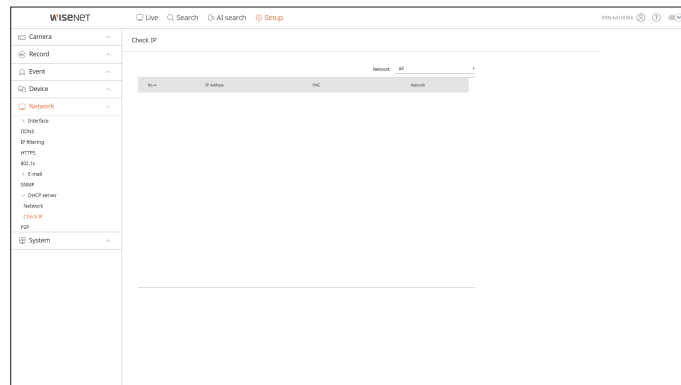 WISENET Live Search AI search Setup
Camera
Check IP
Record
Event
Network All
Device
No. IP Address MAC Network
Network
> Interface
DDNS
IP filtering
HTTPS
802.1x
> E-mail
SNMP
DHCP server
Network
Check IP
P2P
System